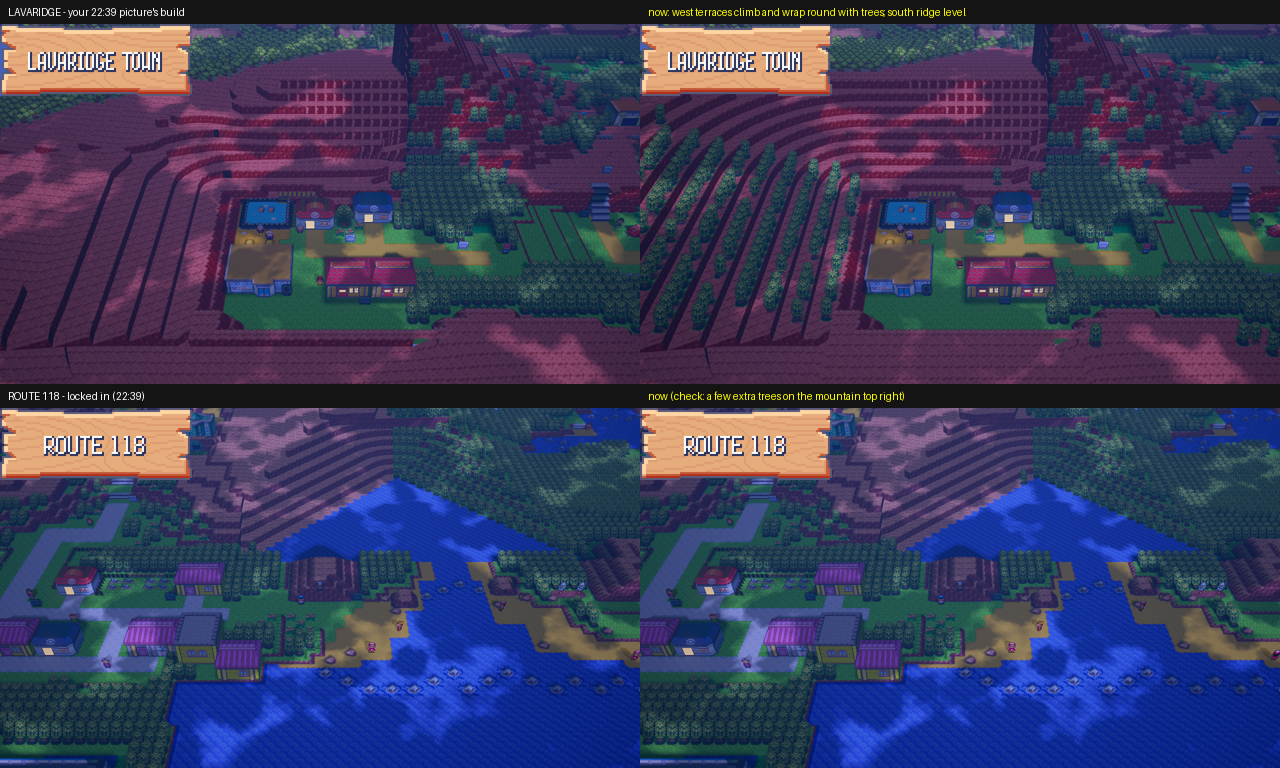 LAVARIDGE - your 22:39 picture's build
now: west terraces climb and wrap round with trees; south ridge level
LAVARIDGE TOWN
LAVARIDGE TOWN
ROUTE 118 - locked in (22:39)
now (check: a few extra trees on the mountain top right)
ROUTE 118
ROUTE 118